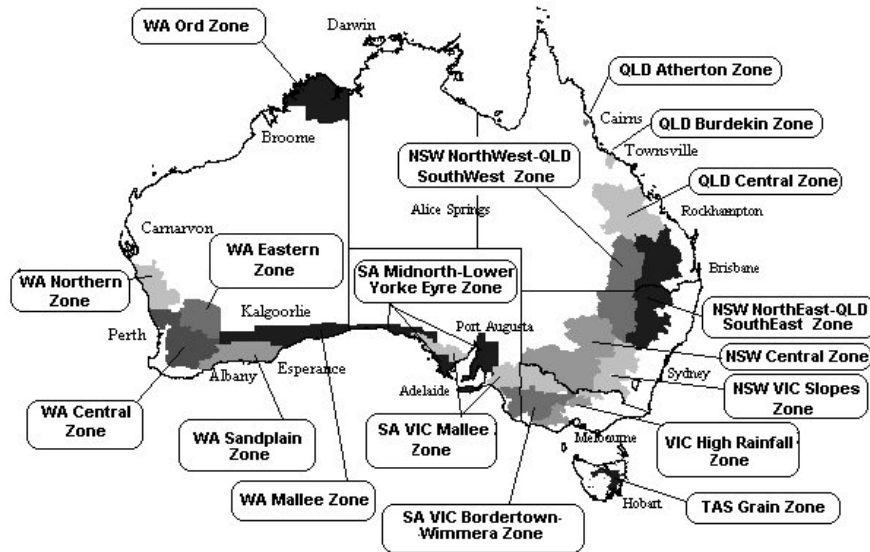 WA Ord Zone
Darwin
QLD Atherton Zone
Cairns
Broome
QLD Burdekin Zone
Townsville
NSW NorthWest-QLD
SouthWest Zone
QLD Central Zone
Alice Springs
Rockhampton
Carnarvon
WA Eastern
Zone
SA Midnorth-Lower
Yorke Eyre Zone
Brisbane
WA Northern
Zone
Kalgoorlie
NSW NorthEast-QLD
SouthEast Zone
Perth
Port Augusta
NSW Central Zone
Esperance
Albany
Adelaide
Sydney
NSW VIC Slopes
Zone
WA Central
Zone
WA Sandplain
Zone
SA VIC Mallee
Zone
Melbourne
VIC High Rainfall
Zone
WA Mallee Zone
SA VIC Bordertown-
Wimmera Zone
Hobart
TAS Grain Zone